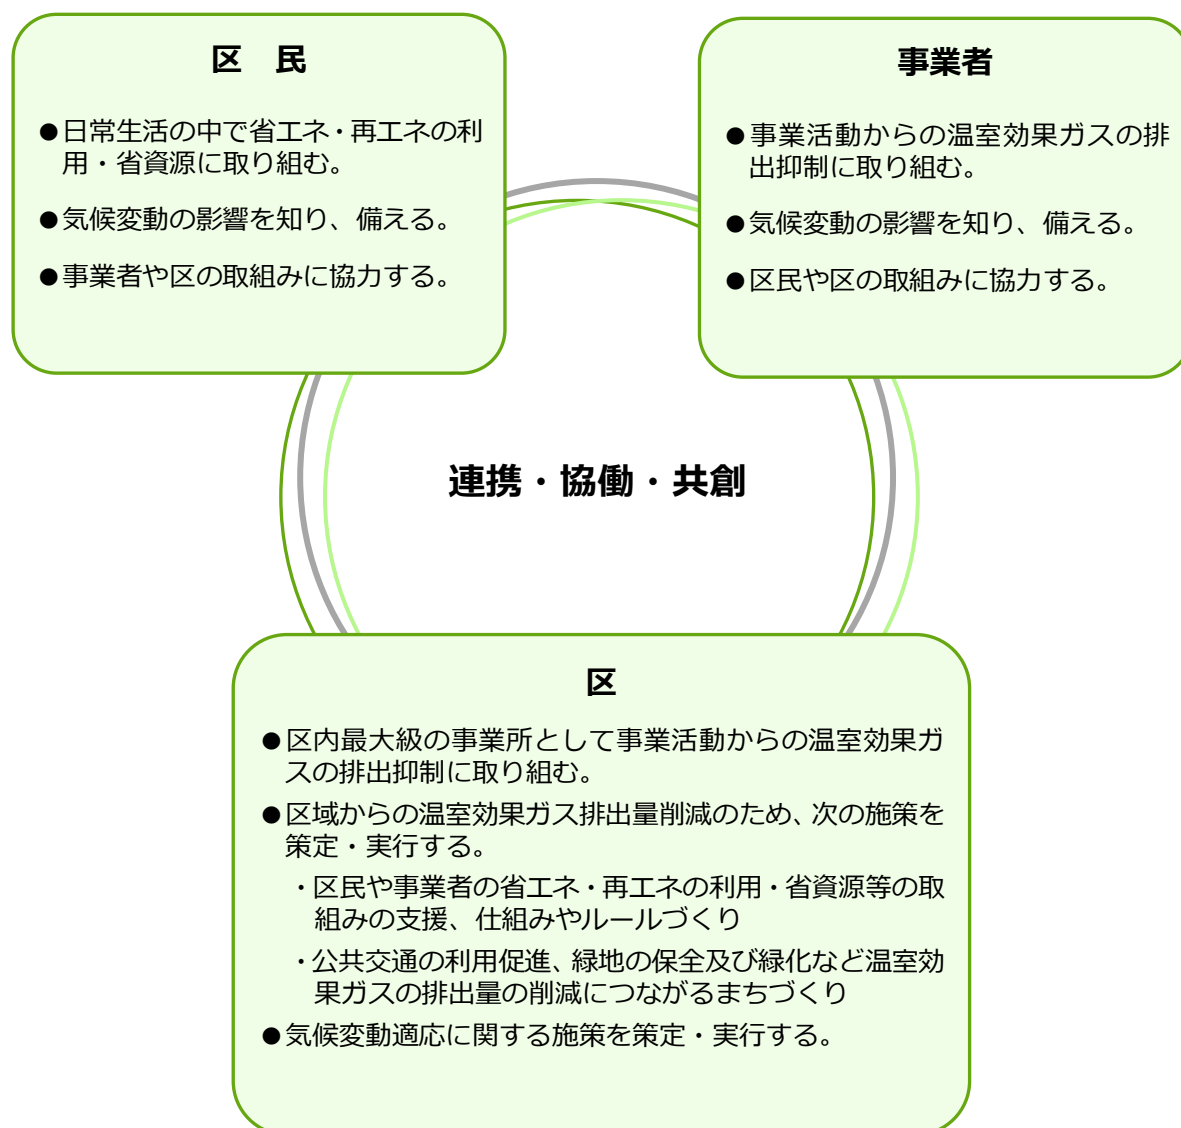 区　民
●日常生活の中で省エネ・再エネの利
用・省資源に取り組む。
●気候変動の影響を知り、備える。
●事業者や区の取組みに協力する。
事業者
●事業活動からの温室効果ガスの排
出抑制に取り組む。
●気候変動の影響を知り、備える。
●区民や区の取組みに協力する。
連携・協働・共創
区
●区内最大級の事業所として事業活動からの温室効果ガ
スの排出抑制に取り組む。
●区域からの温室効果ガス排出量削減のため、次の施策を
策定・実行する。
・区民や事業者の省エネ・再エネの利用・省資源等の取
組みの支援、仕組みやルールづくり
・公共交通の利用促進、緑地の保全及び緑化など温室効
果ガスの排出量の削減につながるまちづくり
●気候変動適応に関する施策を策定・実行する。